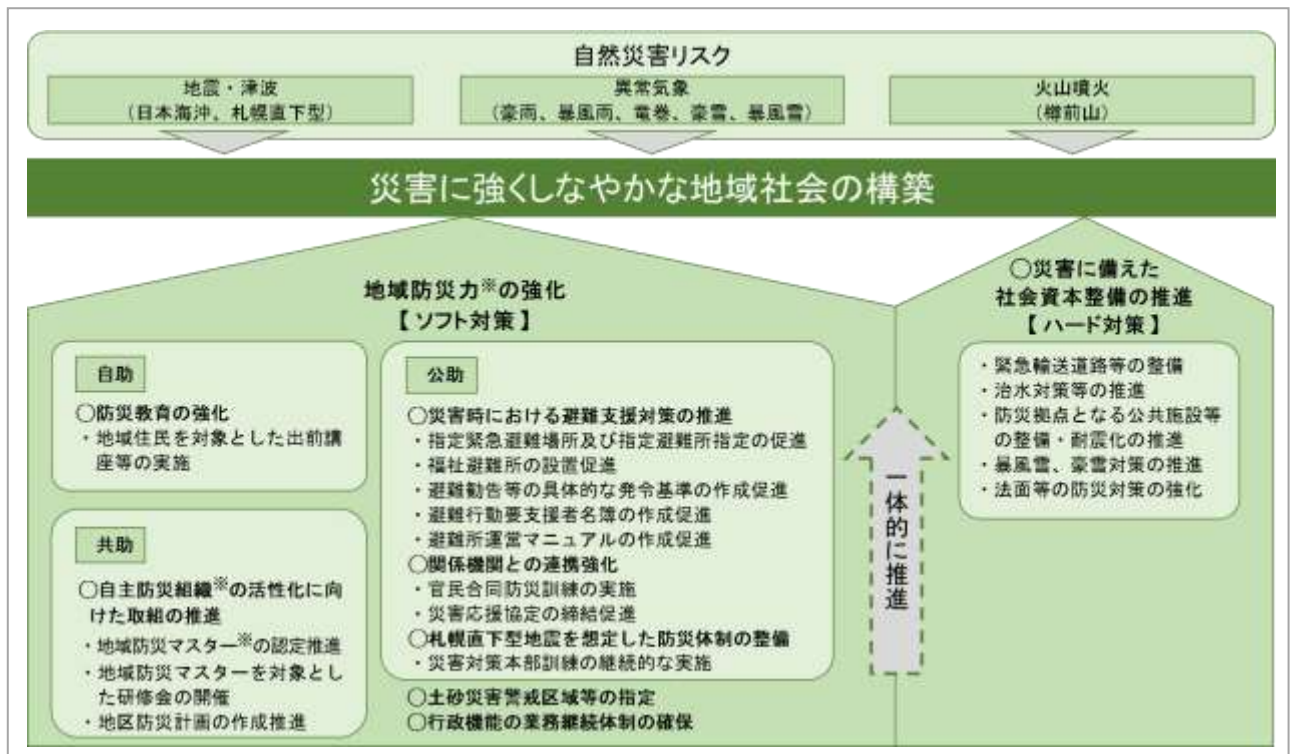 自然災害リスク
地震・津波
(日本海沖、札幌直下型)
異常気象
(豪雨、暴風雨、竜巻、豪雪、暴風雪)
火山噴火
(樽前山)
災害に強くしなやかな地域社会の構築
地域防災力※の強化
【ソフト対策】
自助
○防災教育の強化
・地域住民を対象とした出前講
座等の実施
共助
○自主防災組織※の活性化に向
けた取組の推進
・地域防災マスター※の認定推進
・地域防災マスターを対象とし
た研修会の開催
・地区防災計画の作成推進
公助
○災害時における避難支援対策の推進
・指定緊急避難場所及び指定避難所指定の促進
・福祉避難所の設置促進
・避難勧告等の具体的な発令基準の作成促進
・避難行動要支援者名簿の作成促進
・避難所運営マニュアルの作成促進
○関係機関との連携強化
・官民合同防災訓練の実施
・災害応援協定の締結促進
○札幌直下型地震を想定した防災体制の整備
・災害対策本部訓練の継続的な実施
○土砂災害警戒区域等の指定
○行政機能の業務継続体制の確保
一体的に推進
○災害に備えた
社会資本整備の推進
【ハード対策】
・緊急輸送道路等の整備
・治水対策等の推進
・防災拠点となる公共施設等
の整備・耐震化の推進
・暴風雪、豪雪対策の推進
・法面等の防災対策の強化